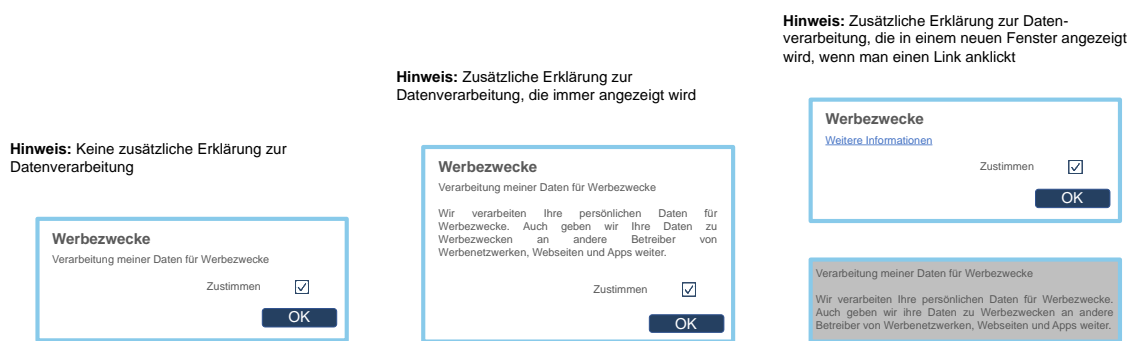 Hinweis: Keine zusätzliche Erklärung zur
Datenverarbeitung
Werbezwecke
Verarbeitung meiner Daten für Werbezwecke
Zustimmen
OK
Hinweis: Zusätzliche Erklärung zur
Datenverarbeitung, die immer angezeigt wird
Werbezwecke
Verarbeitung meiner Daten für Werbezwecke
Wir verarbeiten Ihre persönlichen Daten für
Werbezwecke. Auch geben wir Ihre Daten zu
Werbezwecken an andere Betreiber von
Werbenetzwerken, Webseiten und Apps weiter.
Zustimmen
OK
Hinweis: Zusätzliche Erklärung zur Daten-
verarbeitung, die in einem neuen Fenster angezeigt
wird, wenn man einen Link anklickt
Werbezwecke
Weitere Informationen
Zustimmen
OK
Verarbeitung meiner Daten für Werbezwecke
Wir verarbeiten Ihre persönlichen Daten für Werbezwecke.
Auch geben wir ihre Daten zu Werbezwecken an andere
Betreiber von Werbenetzwerken, Webseiten und Apps weiter.